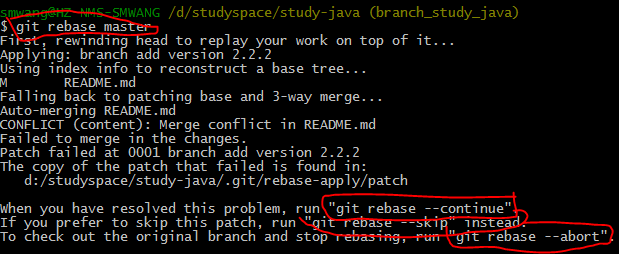 smwang@HZ-NMS-SMWANG /d/studyspace/study-java (branch_study_java)
$ git rebase master
First, rewinding head to replay your work on top of it...
Applying: branch add version 2.2.2
Using index info to reconstruct a base tree...
M       README.md
Falling back to patching base and 3-way merge...
Auto-merging README.md
CONFLICT (content): Merge conflict in README.md
Failed to merge in the changes.
Patch failed at 0001 branch add version 2.2.2
The copy of the patch that failed is found in:
   d:/studyspace/study-java/.git/rebase-apply/patch

When you have resolved this problem, run "git rebase --continue".
If you prefer to skip this patch, run "git rebase --skip" instead.
To check out the original branch and stop rebasing, run "git rebase --abort".